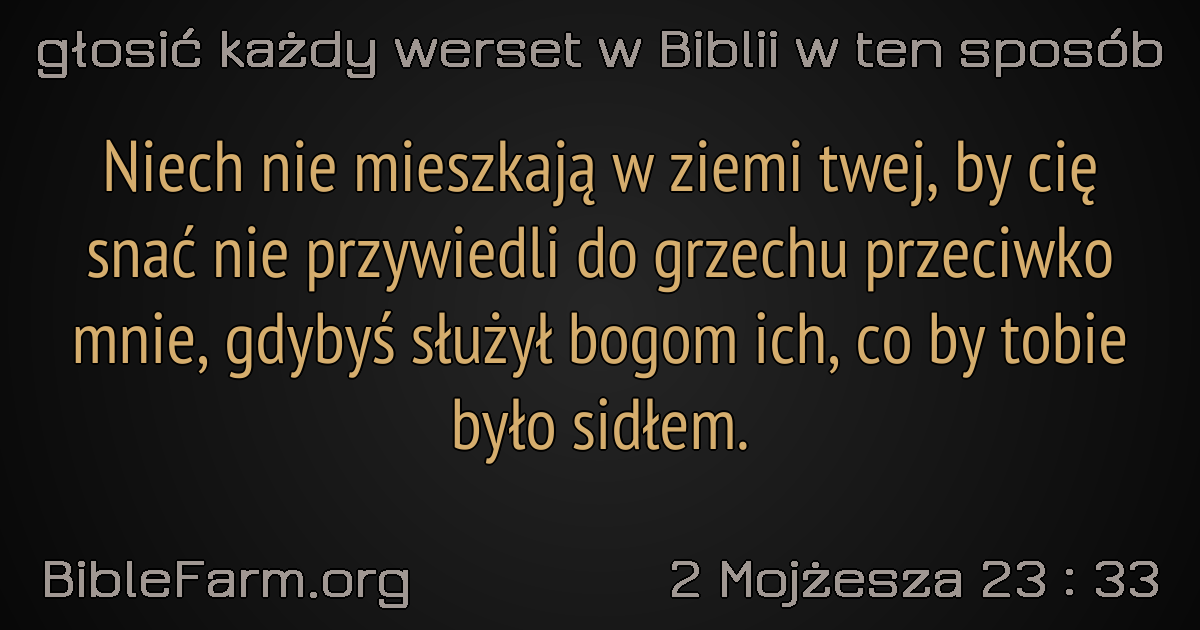 głosić każdy werset w Biblii w ten sposób
Niech nie mieszkają w ziemi twej, by cię
snać nie przywiedli do grzechu przeciwko
mnie, gdybyś służył bogom ich, co by tobie
było sidłem.
BibleFarm.org
2 Mojżesza 23 : 33